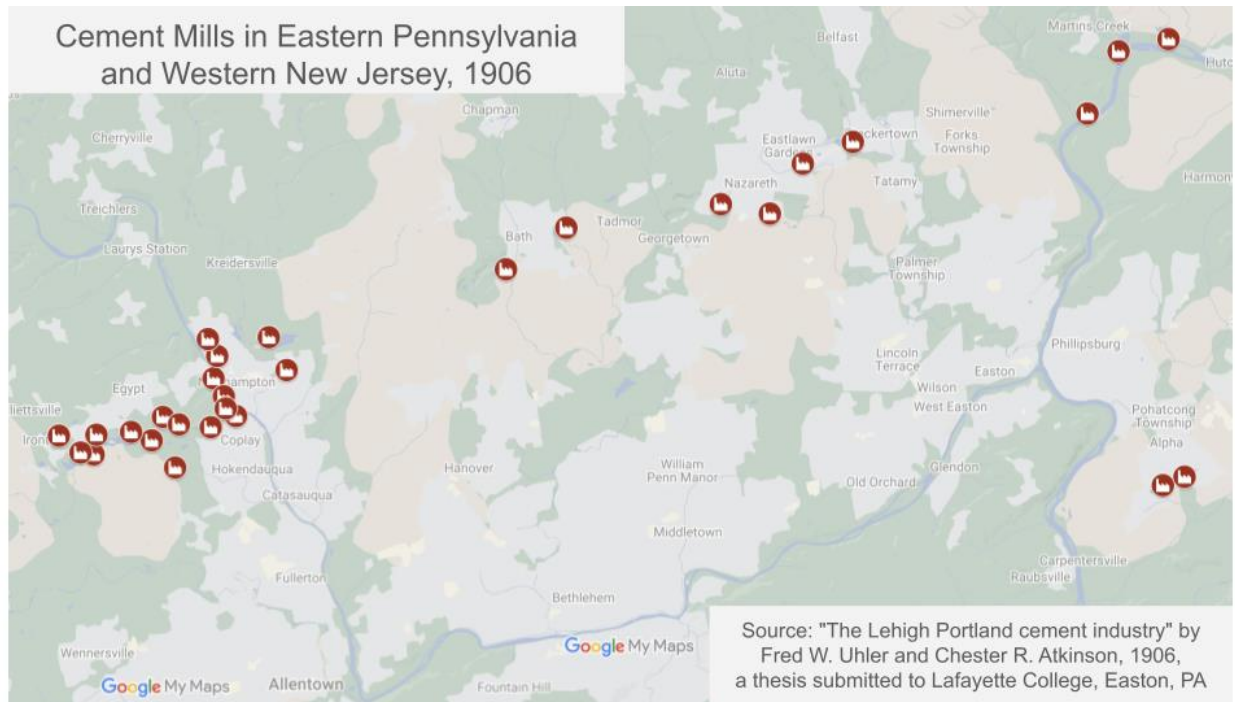 Cement Mills in Eastern Pennsylvania
and Western New Jersey, 1906
Martins Creek
Belfast
Aluta
Chapman
Shimerville
Cherryville
Eastlawn
Forks
Township
Nazareth
Tatamy
Treichlers
Tadmor
Bath
Georgetown
Laurys Station
Kreidersville
Palmer
Township
Phillipsburg
Lincoln
Terrace
Easton
Egypt
Wilson
West Easton
Pohatcong
Township
Coplay
Alpha
Hokendauqua
Hanover
William
Penn Manor
Glendon
Old Orchard
Catasauqua
Middletown
Carpentersville
Raubsville
Fullerton
Bethlehem
Wennersville
Google My Maps
Google My Maps
Allentown
Fountain Hill
Source: "The Lehigh Portland cement industry" by
Fred W. Uhler and Chester R. Atkinson, 1906,
a thesis submitted to Lafayette College, Easton, PA